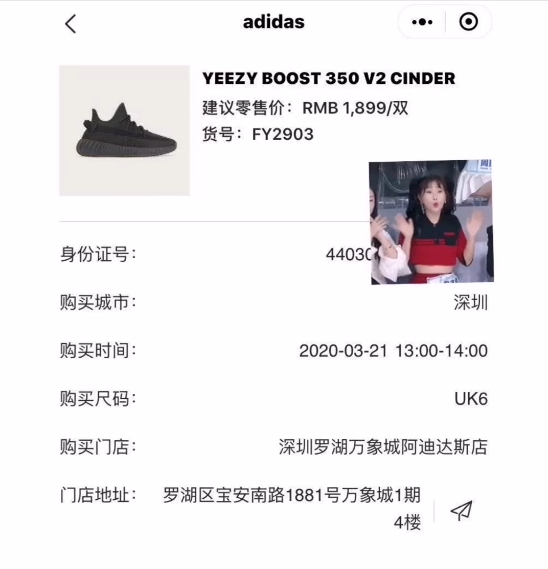 adidas
YEEZY BOOST 350 V2 CINDER
建议零售价：RMB 1,899/双
货号：FY2903
身份证号： 44030
购买城市： 深圳
购买时间： 2020-03-21 13:00-14:00
购买尺码： UK6
购买门店： 深圳罗湖万象城阿迪达斯店
门店地址： 罗湖区宝安南路1881号万象城1期
4楼